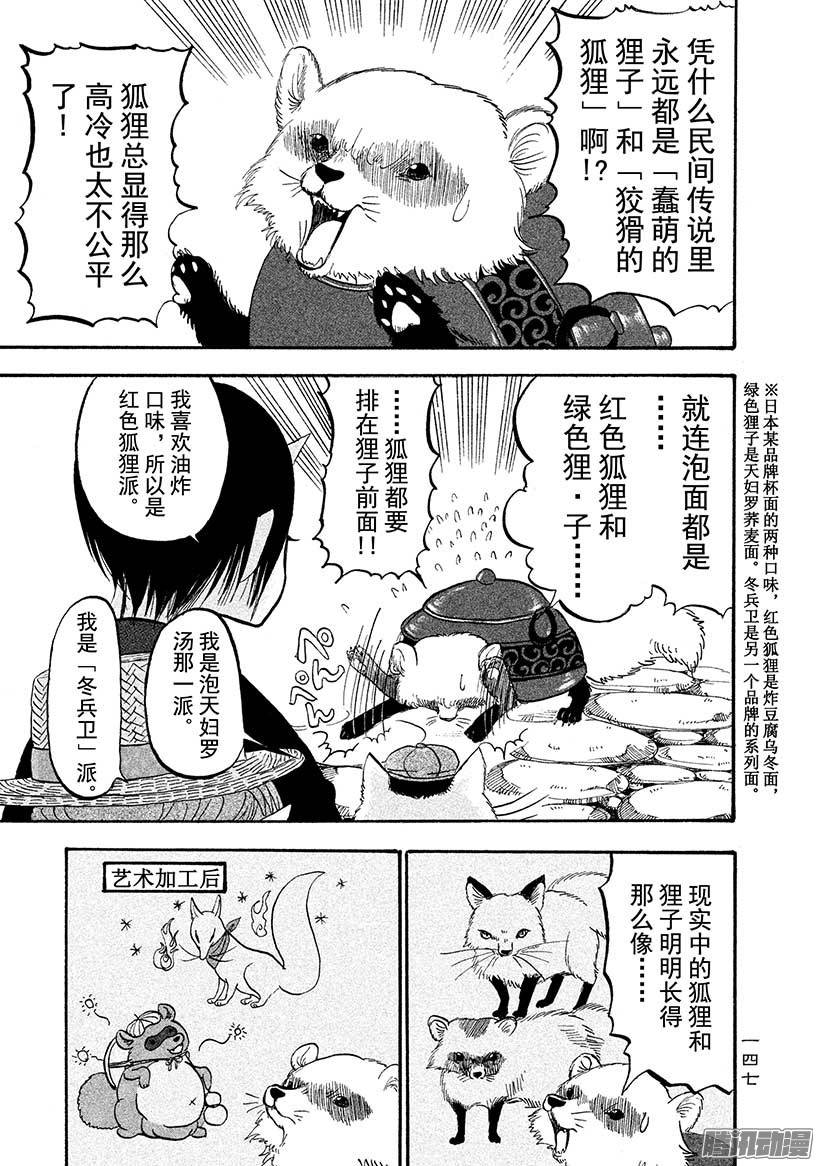 凭什么民间传说里
永远都是「蠢萌的
狸子」和「狡猾的
狐狸」啊!?
狐狸总显得那么
高冷也太不公平
了！
就连泡面都是
……
红色狐狸和
绿色狸·子……
……狐狸都要
排在狸子前面!!
我喜欢油炸
口味，所以是
红色狐狸派。
我是泡天妇罗
汤那一派。
我是「冬兵卫」派。
※日本某品牌杯面的两种口味，红色狐狸是炸豆腐乌冬面，
绿色狸子是天妇罗荞麦面。冬兵卫是另一个品牌的系列面。
现实中的狐狸和
狸子明明长得
那么像……
艺术加工后
一四七
腾讯动漫